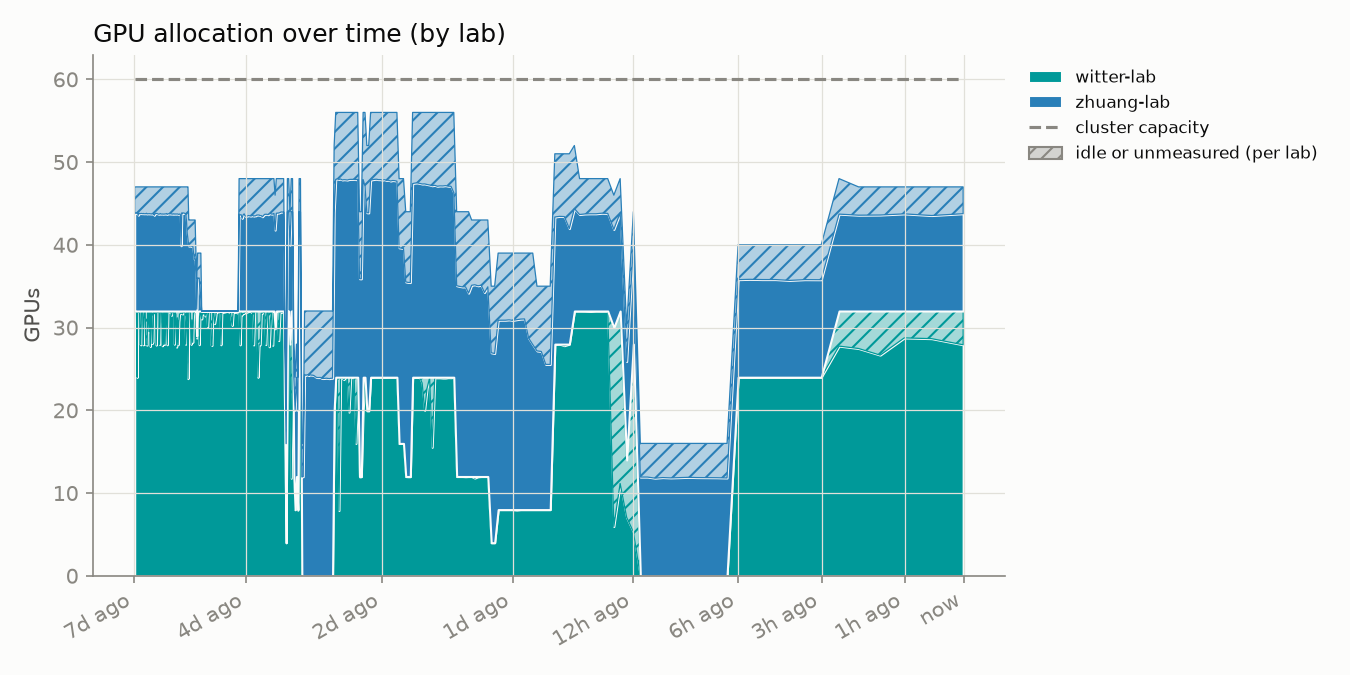 GPU allocation over time (by lab)
GPUs
60
50
40
30
20
10
0
7d ago
4d ago
2d ago
1d ago
12h ago
6h ago
3h ago
1h ago
now
witter-lab
zhuang-lab
cluster capacity
idle or unmeasured (per lab)